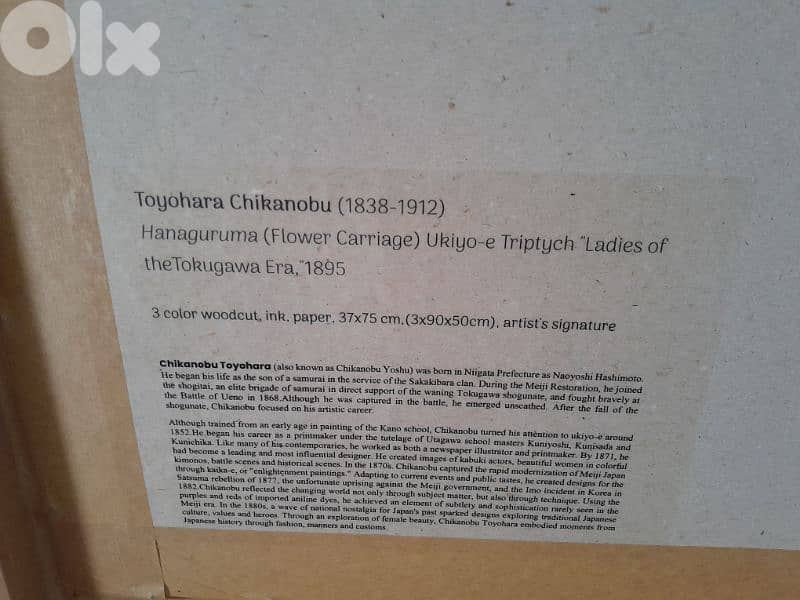 OLX
Toyohara Chikanobu (1838-1912)
Hanaguruma (Flower Carriage) Ukiyo-e Triptych "Ladies of
theTokugawa Era,"1895
3 color woodcut, ink, paper, 37x75 cm,(3x90x50cm), artist's signature
Chikanobu Toyohara (also known as Chikanobu Yoshu) was born in Niigata Prefecture as Naoyoshi Hashimoto.
He began his life as the son of a samurai in the service of the Sakakibara clan. During the Meiji Restoration, he joined
the shogitai, an elite brigade of samurai in direct support of the waning Tokugawa shogunate, and fought bravely at
the Battle of Ueno in 1868.Although he was captured in the battle, he emerged unscathed. After the fall of the
shogunate, Chikanobu focused on his artistic career.
Although trained from an early age in painting of the Kano school, Chikanobu turned his attention to ukiyo-e around
1852.He began his career as a printmaker under the tutelage of Utagawa school masters Kuniyoshi, Kunisada and
Kunichika. Like many of his contemporaries, he worked as both a newspaper illustrator and printmaker. By 1871, he
had become a leading and most influential designer. He created images of kabuki actors, beautiful women in colorful
kimonos, battle scenes and historical scenes. In the 1870s, Chikanobu captured the rapid modernization of Meiji Japan
through kaika-e, or "enlightenment paintings." Adapting to current events and public tastes, he created designs for the
Satsuma rebellion of 1877, the unfortunate uprising against the Meiji government, and the Imo incident in Korea in
1882.Chikanobu reflected the changing world not only through subject matter, but also through technique. Using the
purples and reds of imported aniline dyes, he achieved an element of subtlety and sophistication rarely seen in the
Meiji era. In the 1880s, a wave of national nostalgia for Japan's past sparked designs exploring traditional Japanese
culture, values and heroes. Through an exploration of female beauty, Chikanobu Toyohara embodied moments from
Japanese history through fashion, manners and customs.